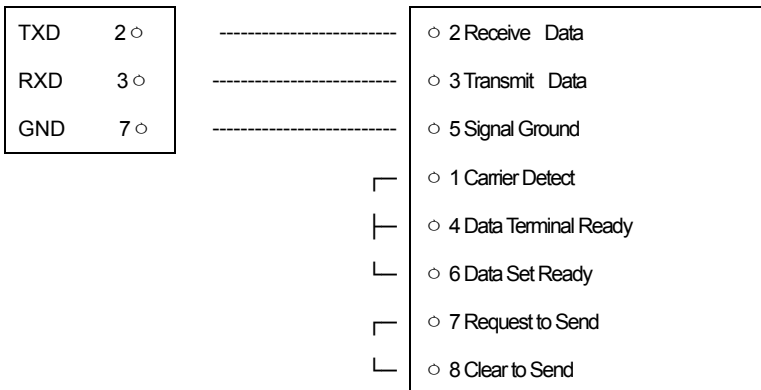 TXD 2 2 Receive Data
RXD 3 3 Transmit Data
GND 7 5 Signal Ground
1 Carrier Detect
4 Data Terminal Ready
6 Data Set Ready
7 Request to Send
8 Clear to Send